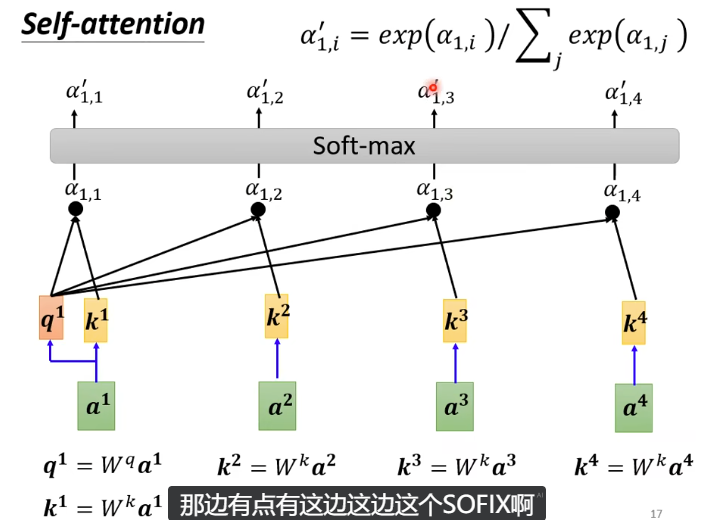 Self-attention
α′1,i = exp(α1,i)/∑j exp(α1,j)
α′1,1 α′1,2 α′1,3 α′1,4
Soft-max
α1,1 α1,2 α1,3 α1,4
q¹ k¹ k² k³ k⁴
a¹ a² a³ a⁴
q¹ = Wq a¹ k² = Wk a² k³ = Wk a³ k⁴ = Wk a⁴
k¹ = Wk a¹
那边有点有这边这边这个SOFIX啊
AI
17